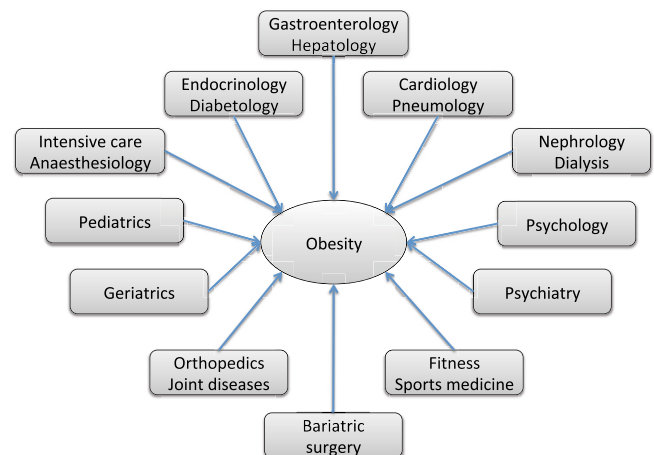 Gastroenterology
Hepatology
Endocrinology
Diabetology
Cardiology
Pneumology
Intensive care
Anaesthesiology
Nephrology
Dialysis
Pediatrics
Psychology
Obesity
Geriatrics
Psychiatry
Orthopedics
Joint diseases
Fitness
Sports medicine
Bariatric
surgery